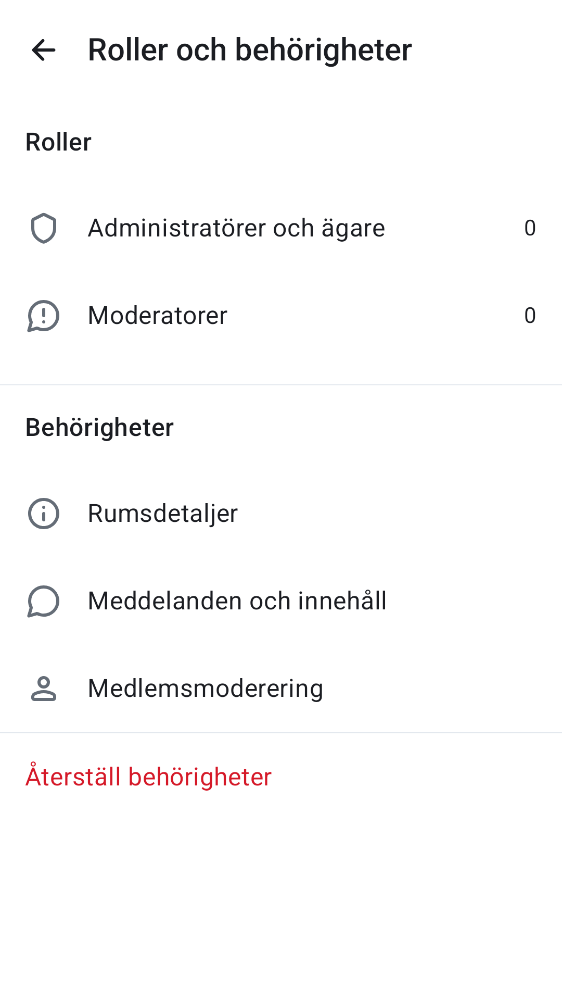 Roller och behörigheter
Roller
Administratörer och ägare 0
Moderatorer 0
Behörigheter
Rumsdetaljer
Meddelanden och innehåll
Medlemsmoderering
Återställ behörigheter